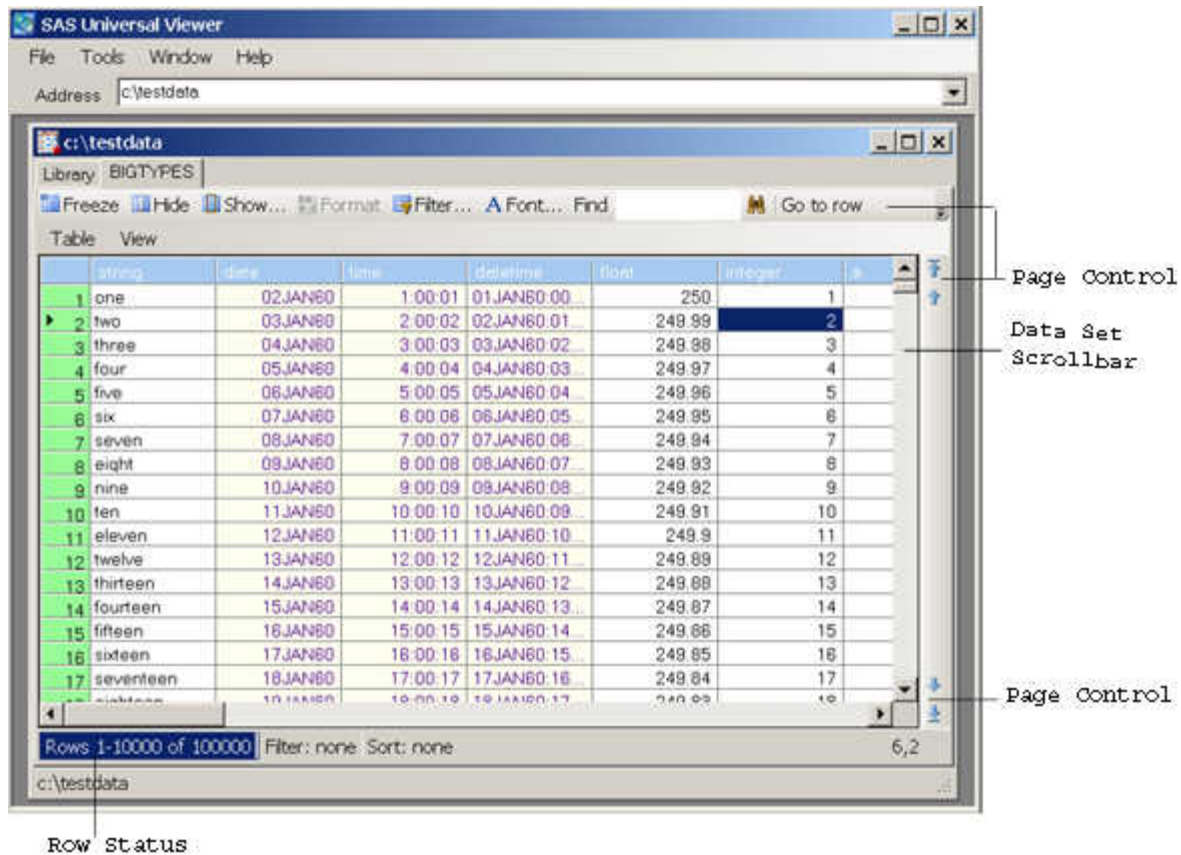 SAS Universal Viewer
File Tools Window Help
Address c:\testdata
c:\testdata
Library BIGTYPES
Freeze Hide Show... Format Filter... A Font... Find Go to row
Table View
string date time datetime float integer
1 one 02JAN60 1:00:01 01JAN60:00... 250 1
2 two 03JAN60 2:00:02 02JAN60:01... 249.99 2
3 three 04JAN60 3:00:03 03JAN60:02... 249.98 3
4 four 05JAN60 4:00:04 04JAN60:03... 249.97 4
5 five 06JAN60 5:00:05 05JAN60:04... 249.96 5
6 six 07JAN60 6:00:06 06JAN60:05... 249.95 6
7 seven 08JAN60 7:00:07 07JAN60:06... 249.94 7
8 eight 09JAN60 8:00:08 08JAN60:07... 249.93 8
9 nine 10JAN60 9:00:09 09JAN60:08... 249.92 9
10 ten 11JAN60 10:00:10 10JAN60:09... 249.91 10
11 eleven 12JAN60 11:00:11 11JAN60:10... 249.9 11
12 twelve 13JAN60 12:00:12 12JAN60:11... 249.89 12
13 thirteen 14JAN60 13:00:13 13JAN60:12... 249.88 13
14 fourteen 15JAN60 14:00:14 14JAN60:13... 249.87 14
15 fifteen 16JAN60 15:00:15 15JAN60:14... 249.86 15
16 sixteen 17JAN60 16:00:16 16JAN60:15... 249.85 16
17 seventeen 18JAN60 17:00:17 17JAN60:16... 249.84 17
Rows 1-10000 of 100000 Filter: none Sort: none 6,2
c:\testdata
Page Control
Data Set
Scrollbar
Page Control
Row Status